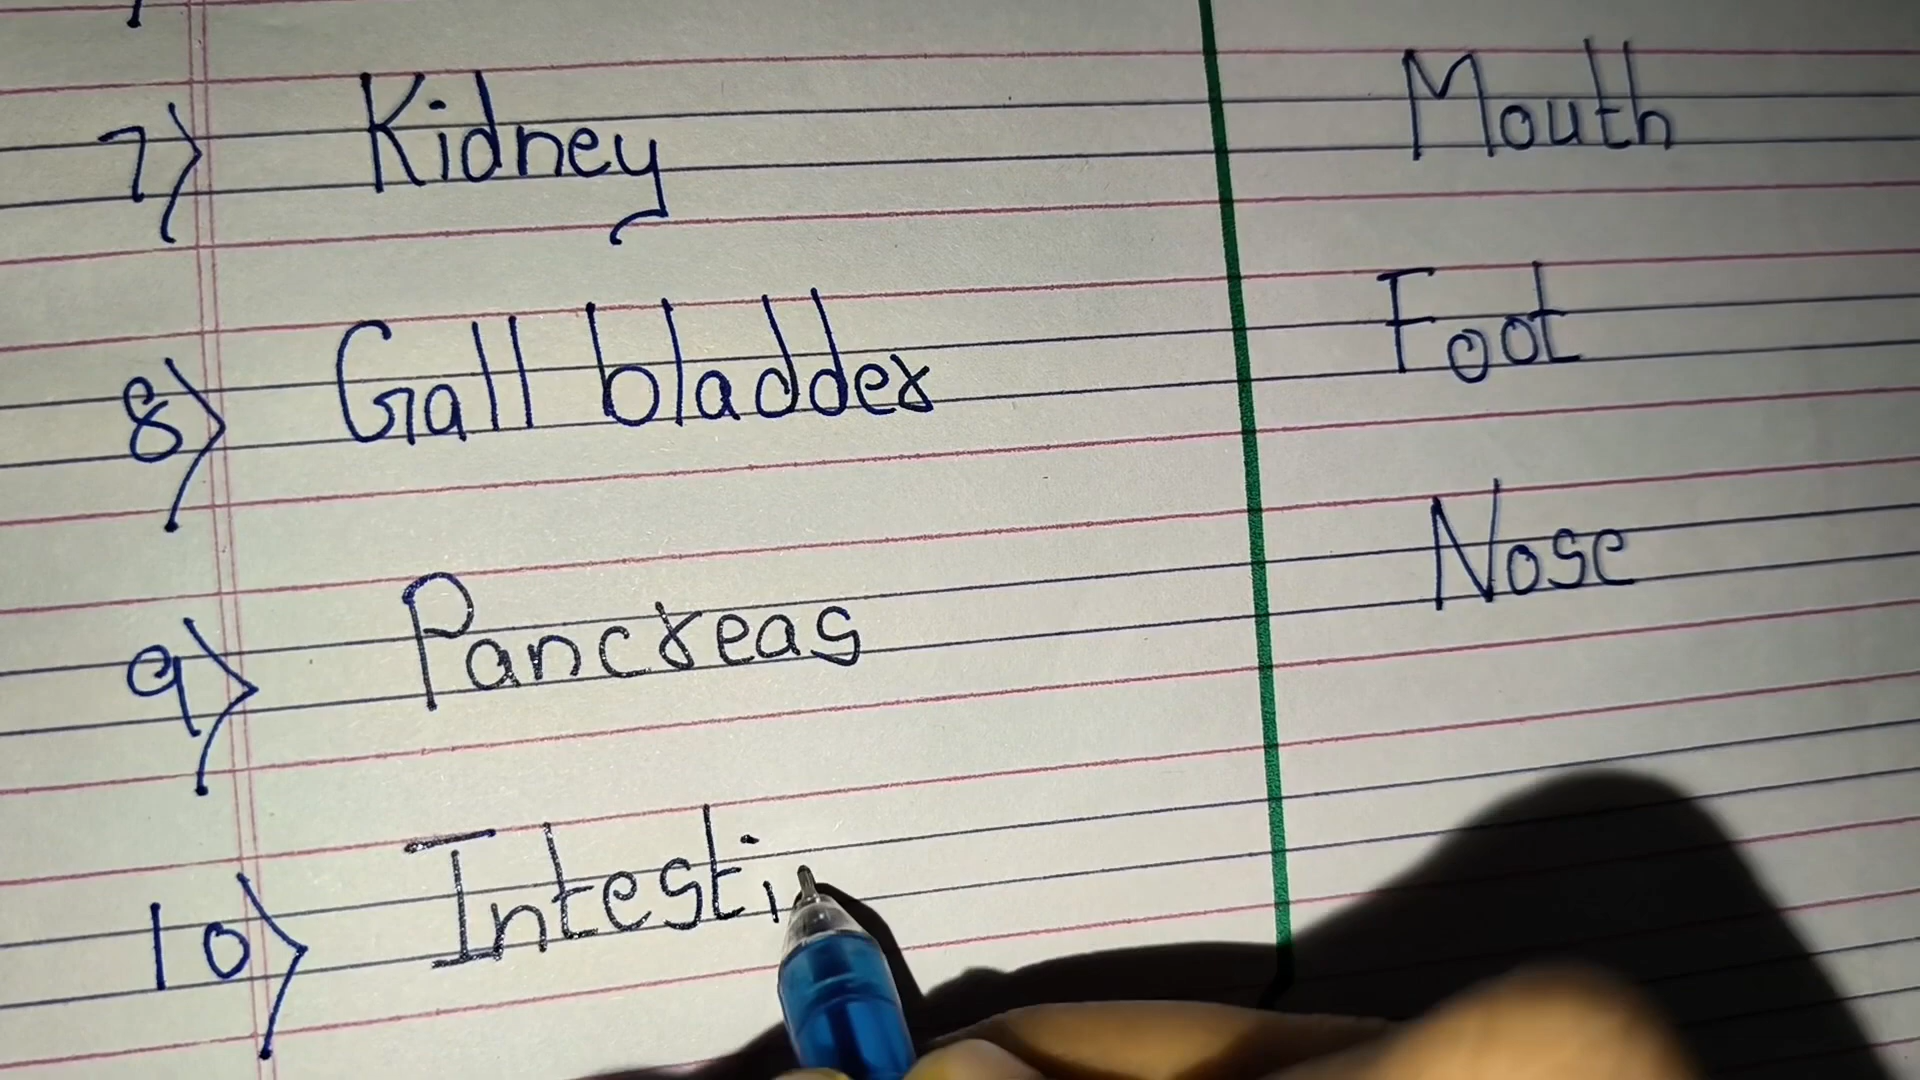 7) Kidney Mouth
8) Gall bladder Foot
9) Pancreas Nose
10) Intesti